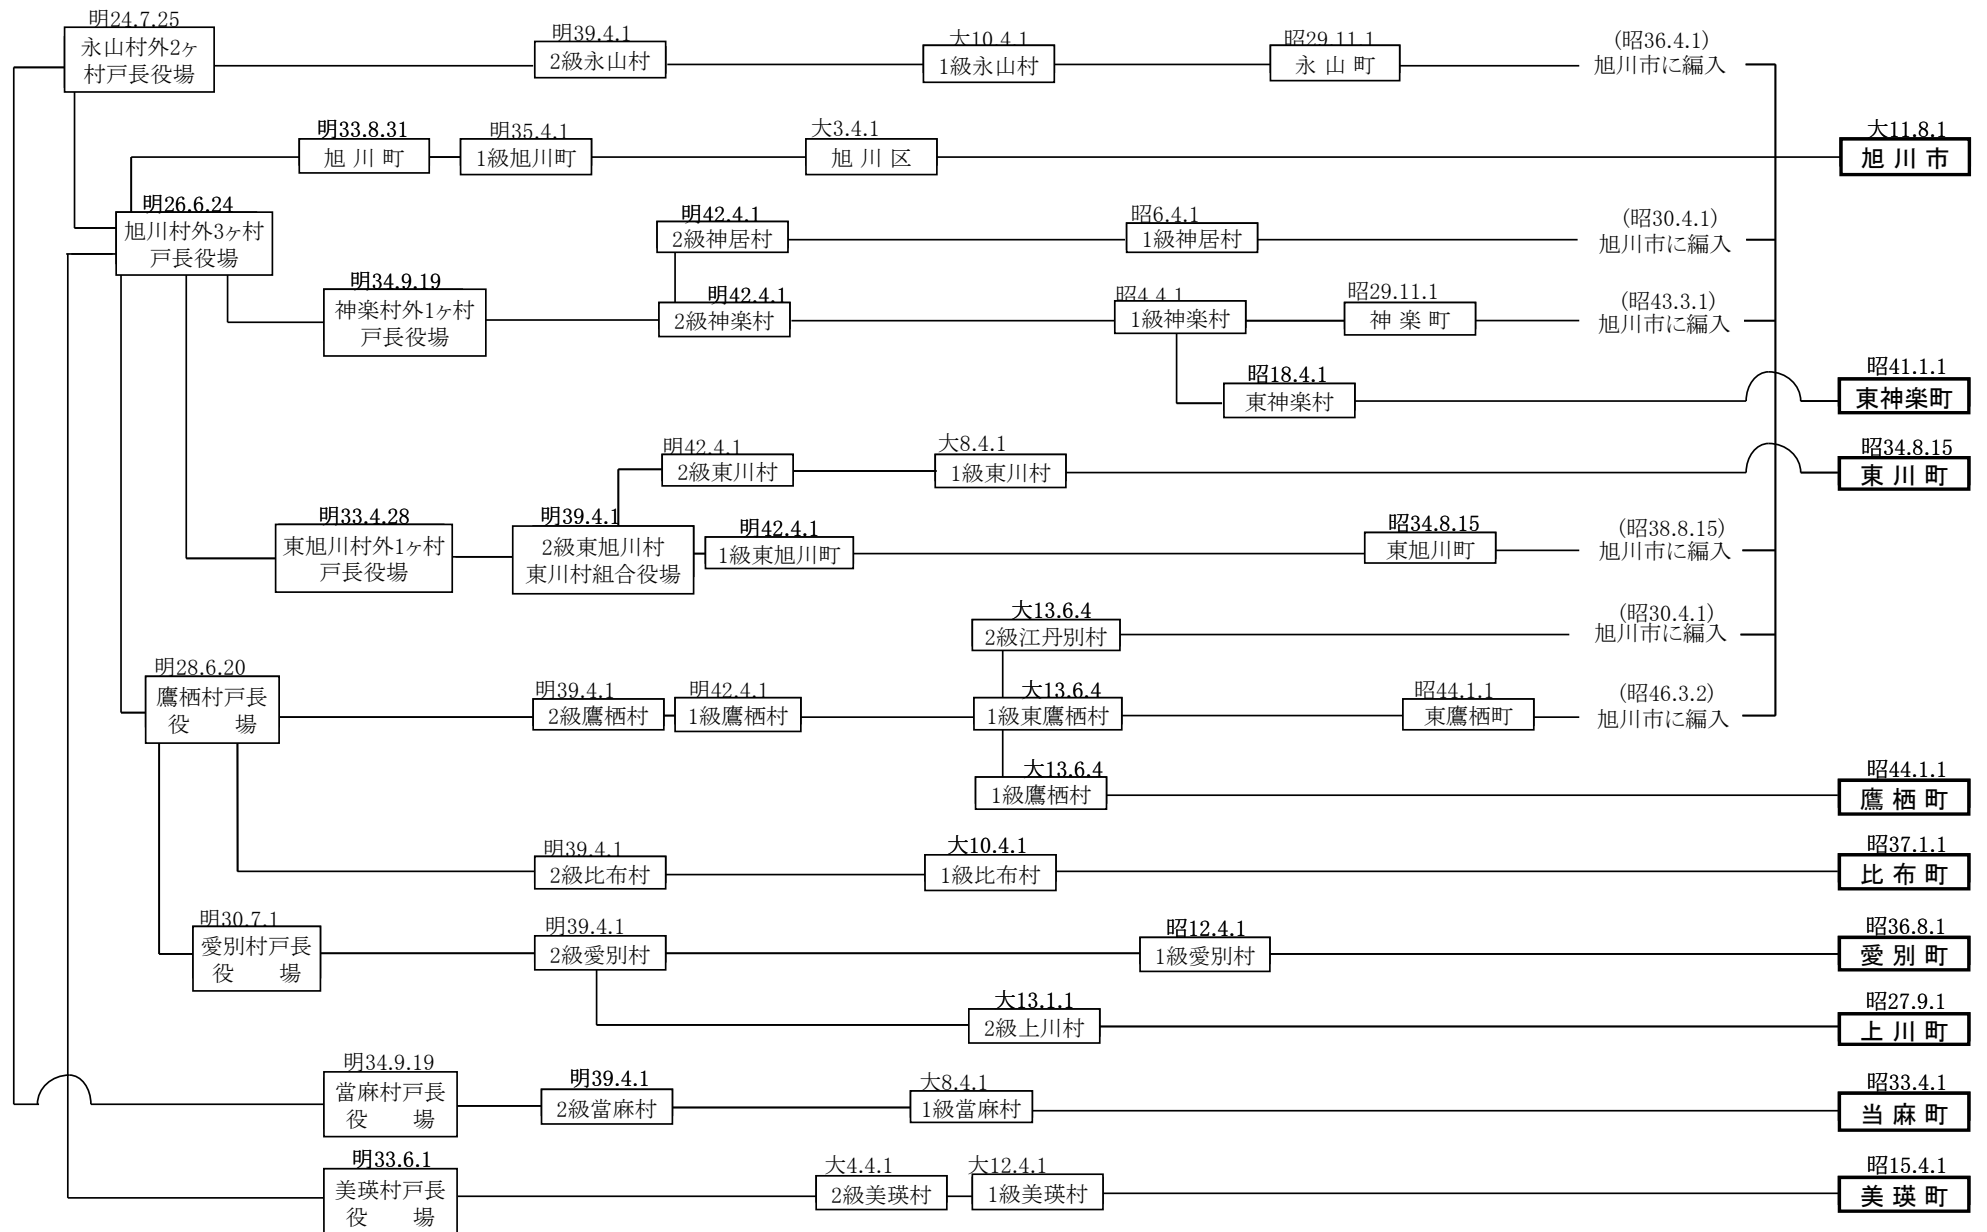 明24.7.25
永山村外2ヶ
村戸長役場
明39.4.1
2級永山村
大10.4.1
1級永山村
昭29.11.1
永 山 町
(昭36.4.1)
旭川市に編入
明33.8.31
旭 川 町
明35.4.1
1級旭川町
大3.4.1
旭 川 区
大11.8.1
旭 川 市
明26.6.24
旭川村外3ヶ村
戸長役場
明42.4.1
2級神居村
昭6.4.1
1級神居村
(昭30.4.1)
旭川市に編入
明34.9.19
神楽村外1ヶ村
戸長役場
明42.4.1
2級神楽村
昭4.4.1
1級神楽村
昭29.11.1
神 楽 町
(昭43.3.1)
旭川市に編入
昭18.4.1
東神楽村
昭41.1.1
東神楽町
明42.4.1
2級東川村
大8.4.1
1級東川村
昭34.8.15
東 川 町
明33.4.28
東旭川村外1ヶ村
戸長役場
明39.4.1
2級東旭川村
東川村組合役場
明42.4.1
1級東旭川町
昭34.8.15
東旭川町
(昭38.8.15)
旭川市に編入
大13.6.4
2級江丹別村
(昭30.4.1)
旭川市に編入
明28.6.20
鷹栖村戸長
役 場
明39.4.1
2級鷹栖村
明42.4.1
1級鷹栖村
大13.6.4
1級東鷹栖村
昭44.1.1
東鷹栖町
(昭46.3.2)
旭川市に編入
大13.6.4
1級鷹栖村
昭44.1.1
鷹 栖 町
明39.4.1
2級比布村
大10.4.1
1級比布村
昭37.1.1
比 布 町
明30.7.1
愛別村戸長
役 場
明39.4.1
2級愛別村
昭12.4.1
1級愛別村
昭36.8.1
愛 別 町
大13.1.1
2級上川村
昭27.9.1
上 川 町
明34.9.19
當麻村戸長
役 場
明39.4.1
2級當麻村
大8.4.1
1級當麻村
昭33.4.1
当 麻 町
明33.6.1
美瑛村戸長
役 場
大4.4.1
2級美瑛村
大12.4.1
1級美瑛村
昭15.4.1
美 瑛 町